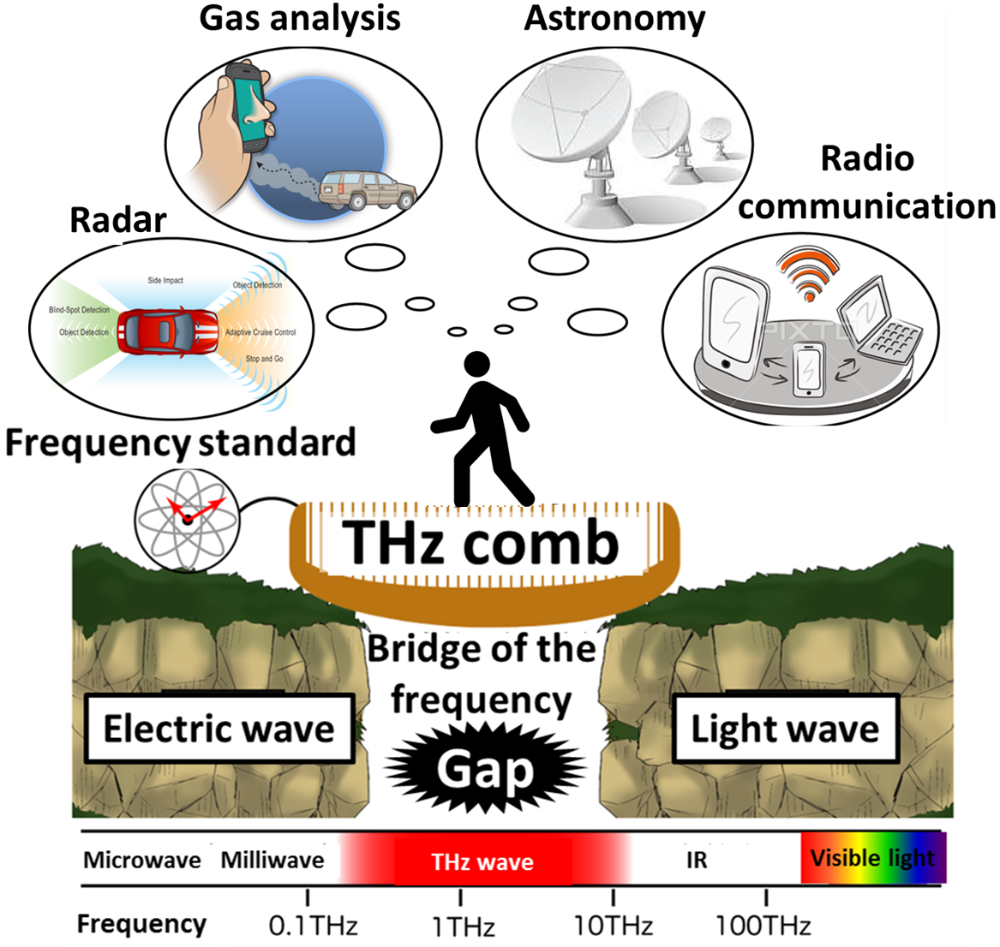 Gas analysis
Astronomy
Radio
communication
Radar
Side Impact
Object Detection
Blind-Spot Detection
Object Detection
Adaptive Cruise Control
Stop and Go
PIXT
Frequency standard
THz comb
Bridge of the
frequency
Gap
Electric wave
Light wave
Microwave Milliwave THz wave IR Visible light
Frequency 0.1THz 1THz 10THz 100THz